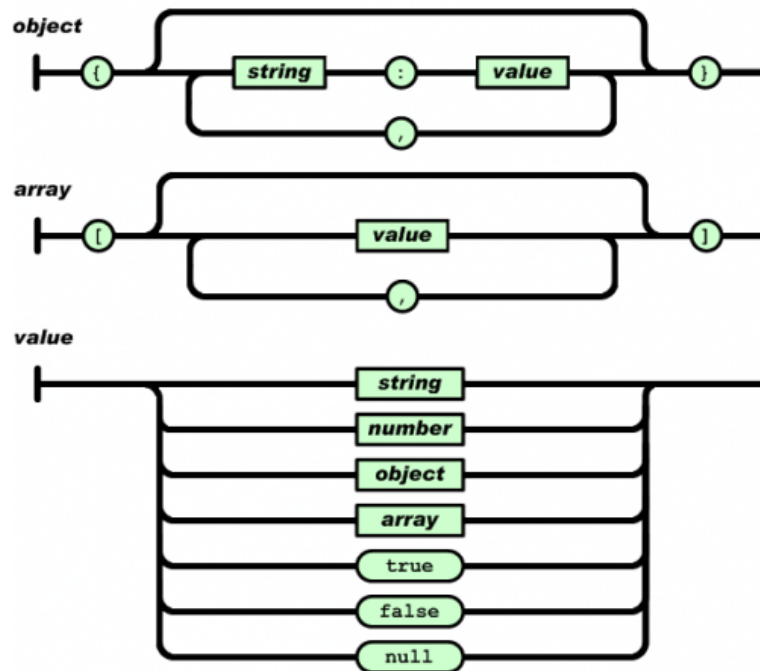 object
{ string : value }
,
array
[ value ]
,
value
string
number
object
array
true
false
null